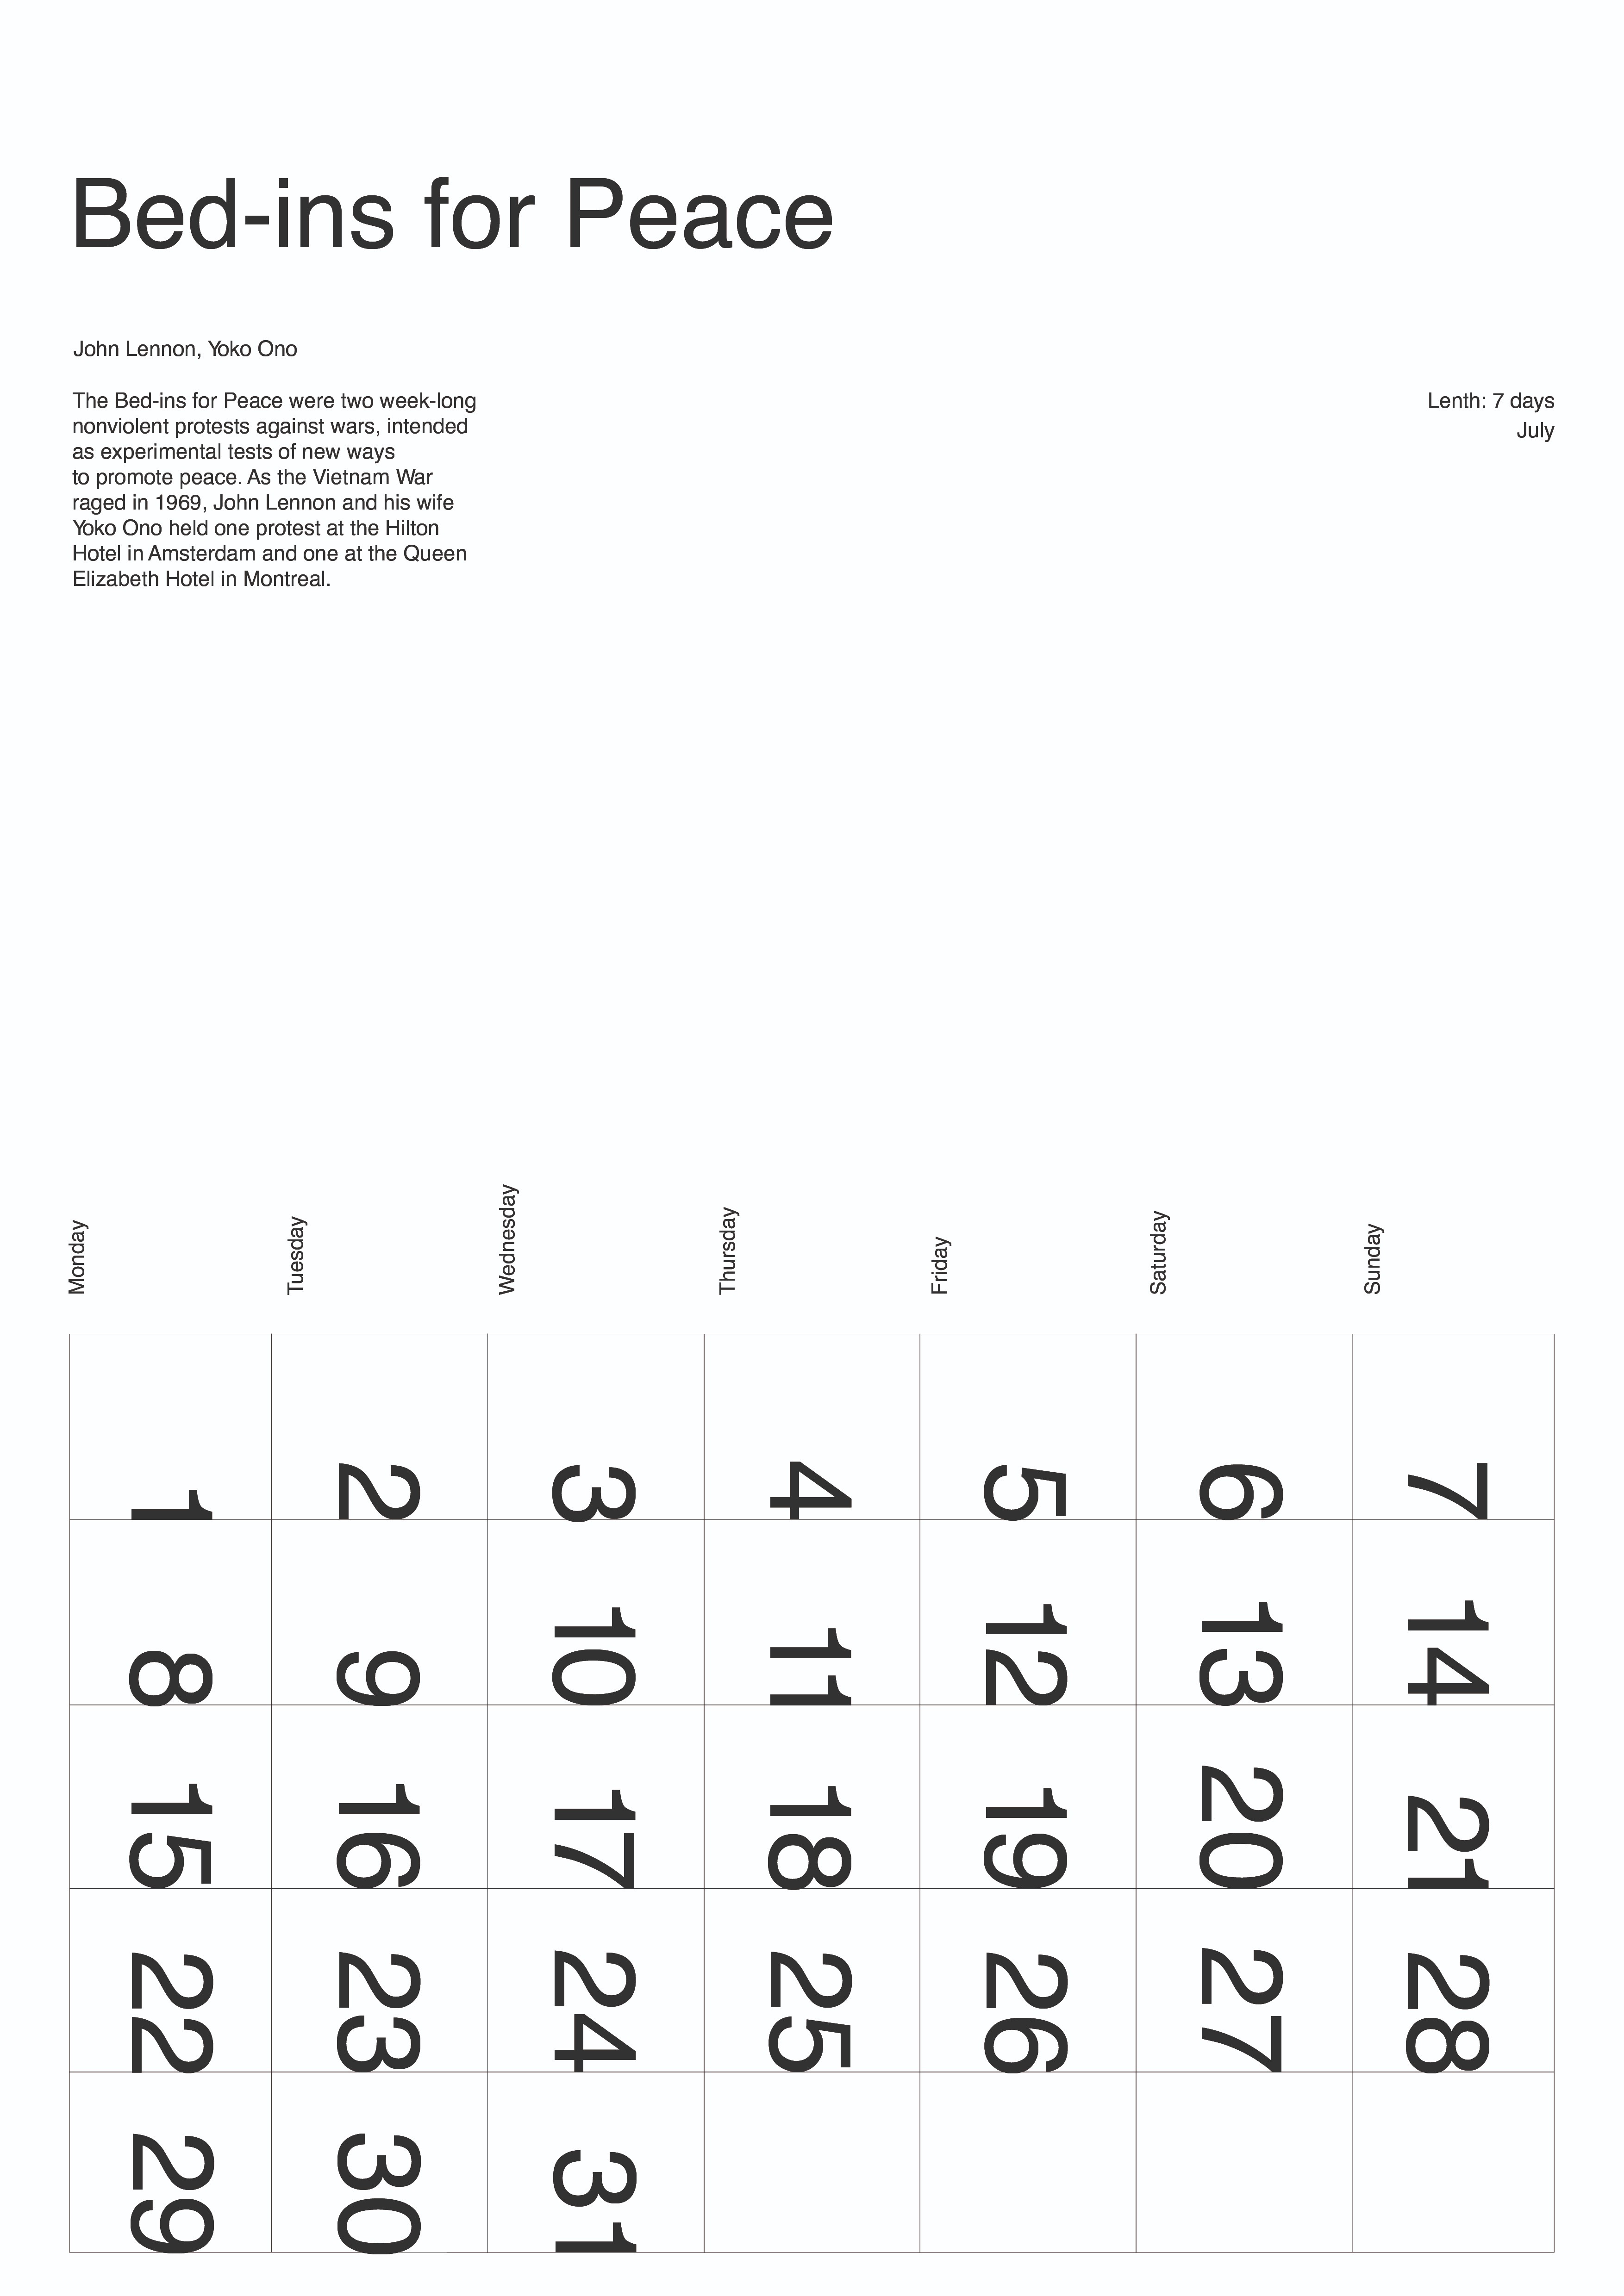 Bed-ins for Peace
John Lennon, Yoko Ono
The Bed-ins for Peace were two week-long
nonviolent protests against wars, intended
as experimental tests of new ways
to promote peace. As the Vietnam War
raged in 1969, John Lennon and his wife
Yoko Ono held one protest at the Hilton
Hotel in Amsterdam and one at the Queen
Elizabeth Hotel in Montreal.
Lenth: 7 days
July
Monday Tuesday Wednesday Thursday Friday Saturday Sunday
1 2 3 4 5 6 7
8 9 10 11 12 13 14
15 16 17 18 19 20 21
22 23 24 25 26 27 28
29 30 31